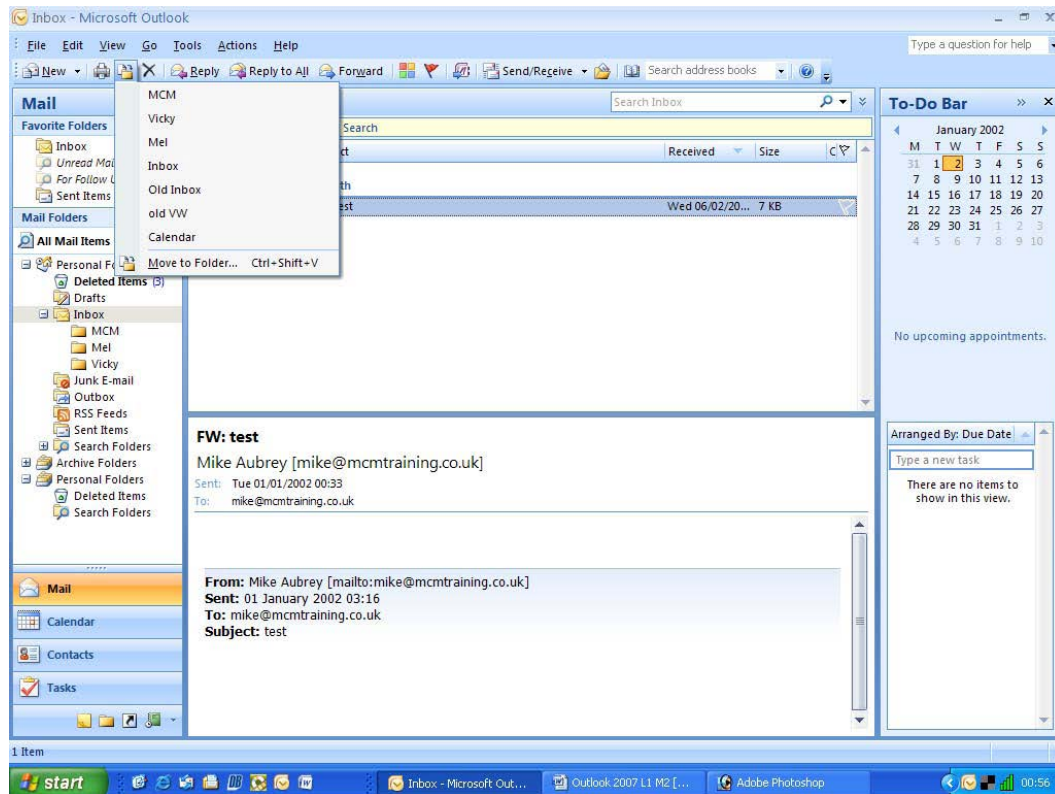 Inbox - Microsoft Outlook
File Edit View Go Tools Actions Help
Type a question for help
New Reply Reply to All Forward Send/Receive Search address books
MCM
Vicky
Mel
Inbox
Old Inbox
old VW
Calendar
Move to Folder... Ctrl+Shift+V
Mail
Favorite Folders
Inbox
Unread Mai
For Follow U
Sent Items
Mail Folders
All Mail Items
Personal Fo
Deleted Items (3)
Drafts
Inbox
MCM
Mel
Vicky
Junk E-mail
Outbox
RSS Feeds
Sent Items
Search Folders
Archive Folders
Personal Folders
Deleted Items
Search Folders
Mail
Calendar
Contacts
Tasks
Search Inbox
Search
ct Received Size C
th
est Wed 06/02/20... 7 KB
FW: test
Mike Aubrey [mike@mcmtraining.co.uk]
Sent: Tue 01/01/2002 00:33
To: mike@mcmtraining.co.uk
From: Mike Aubrey [mailto:mike@mcmtraining.co.uk]
Sent: 01 January 2002 03:16
To: mike@mcmtraining.co.uk
Subject: test
To-Do Bar
January 2002
M T W T F S S
31 1 2 3 4 5 6
7 8 9 10 11 12 13
14 15 16 17 18 19 20
21 22 23 24 25 26 27
28 29 30 31 1 2 3
4 5 6 7 8 9 10
No upcoming appointments.
Arranged By: Due Date
Type a new task
There are no items to
show in this view.
1 Item
start Inbox - Microsoft Out... Outlook 2007 L1 M2 [... Adobe Photoshop 00:56